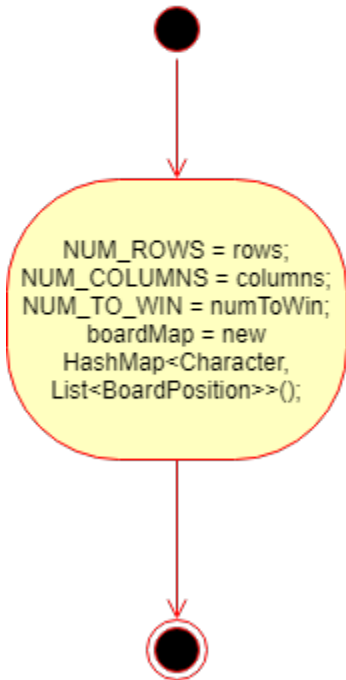 NUM_ROWS = rows;
NUM_COLUMNS = columns;
NUM_TO_WIN = numToWin;
boardMap = new
HashMap<Character,
List<BoardPosition>>();